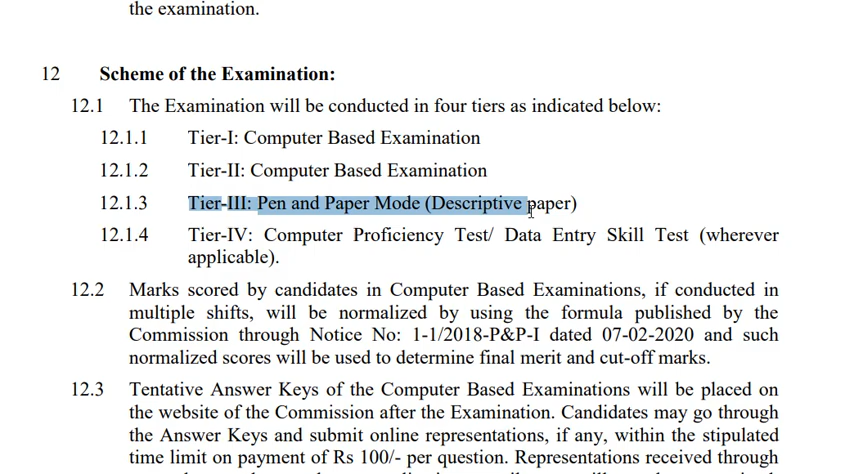 the examination.
12 Scheme of the Examination:
12.1 The Examination will be conducted in four tiers as indicated below:
12.1.1 Tier-I: Computer Based Examination
12.1.2 Tier-II: Computer Based Examination
12.1.3 Tier-III: Pen and Paper Mode (Descriptive paper)
12.1.4 Tier-IV: Computer Proficiency Test/ Data Entry Skill Test (wherever
applicable).
12.2 Marks scored by candidates in Computer Based Examinations, if conducted in
multiple shifts, will be normalized by using the formula published by the
Commission through Notice No: 1-1/2018-P&P-I dated 07-02-2020 and such
normalized scores will be used to determine final merit and cut-off marks.
12.3 Tentative Answer Keys of the Computer Based Examinations will be placed on
the website of the Commission after the Examination. Candidates may go through
the Answer Keys and submit online representations, if any, within the stipulated
time limit on payment of Rs 100/- per question. Representations received through